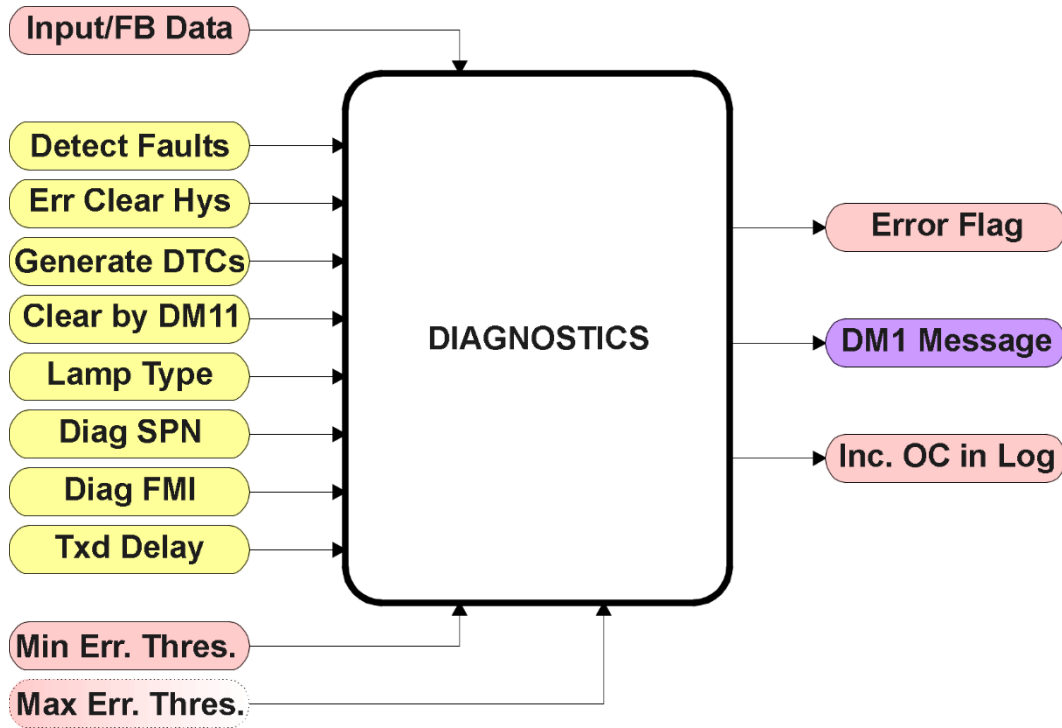 Input/FB Data
Detect Faults
Err Clear Hys
Generate DTCs
Clear by DM11
Lamp Type
Diag SPN
Diag FMI
Txd Delay
Min Err. Thres.
Max Err. Thres.
DIAGNOSTICS
Error Flag
DM1 Message
Inc. OC in Log